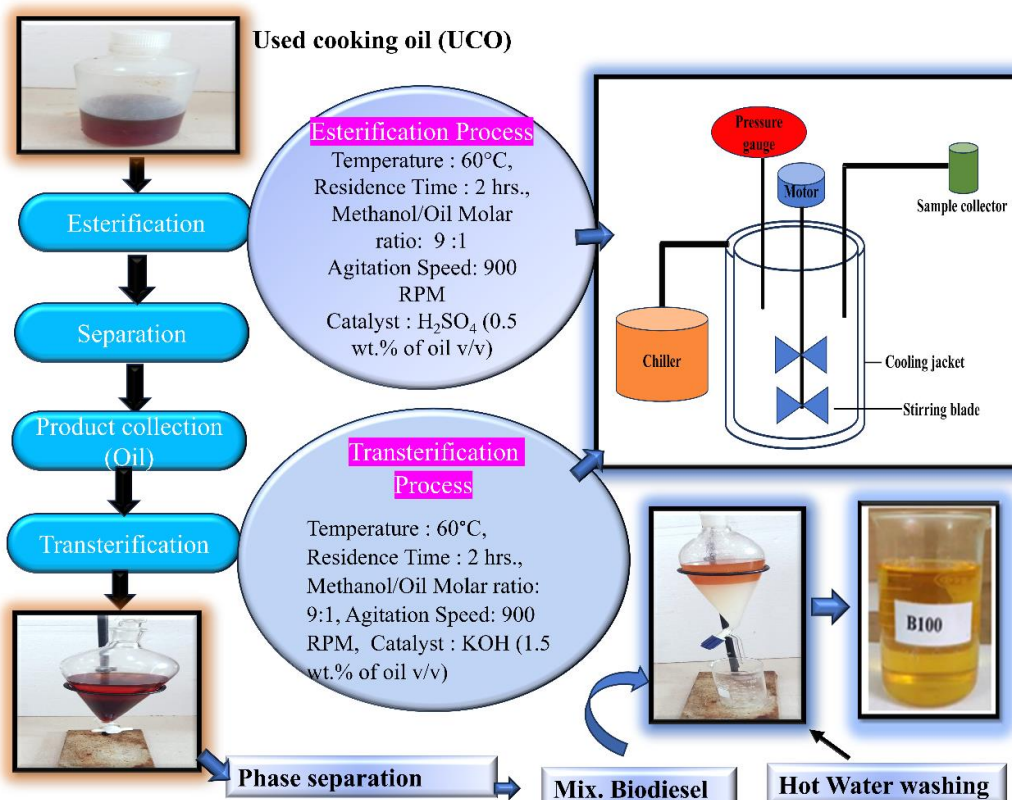 Used cooking oil (UCO)
Esterification
Separation
Product collection
(Oil)
Transterification
Esterification Process
Temperature : 60°C,
Residence Time : 2 hrs.,
Methanol/Oil Molar
ratio: 9 :1
Agitation Speed: 900
RPM
Catalyst : H₂SO₄ (0.5
wt.% of oil v/v)
Transterification
Process
Temperature : 60°C,
Residence Time : 2 hrs.,
Methanol/Oil Molar ratio:
9:1, Agitation Speed: 900
RPM, Catalyst : KOH (1.5
wt.% of oil v/v)
Pressure
gauge
Motor
Sample collector
Chiller
Cooling jacket
Stirring blade
B100
Phase separation
Mix. Biodiesel
Hot Water washing